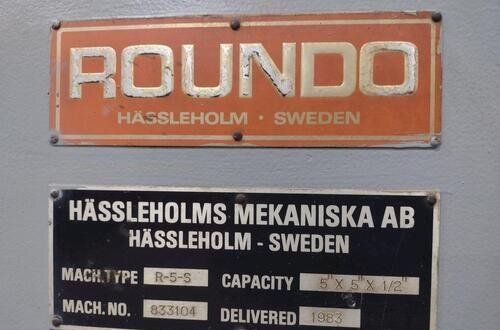 ROUNDO
HÄSSLEHOLM · SWEDEN
HÄSSLEHOLMS MEKANISKA AB
HÄSSLEHOLM - SWEDEN
MACH.TYPE R-5-S CAPACITY 5" X 5" X 1/2"
MACH.NO. 833104 DELIVERED 1983